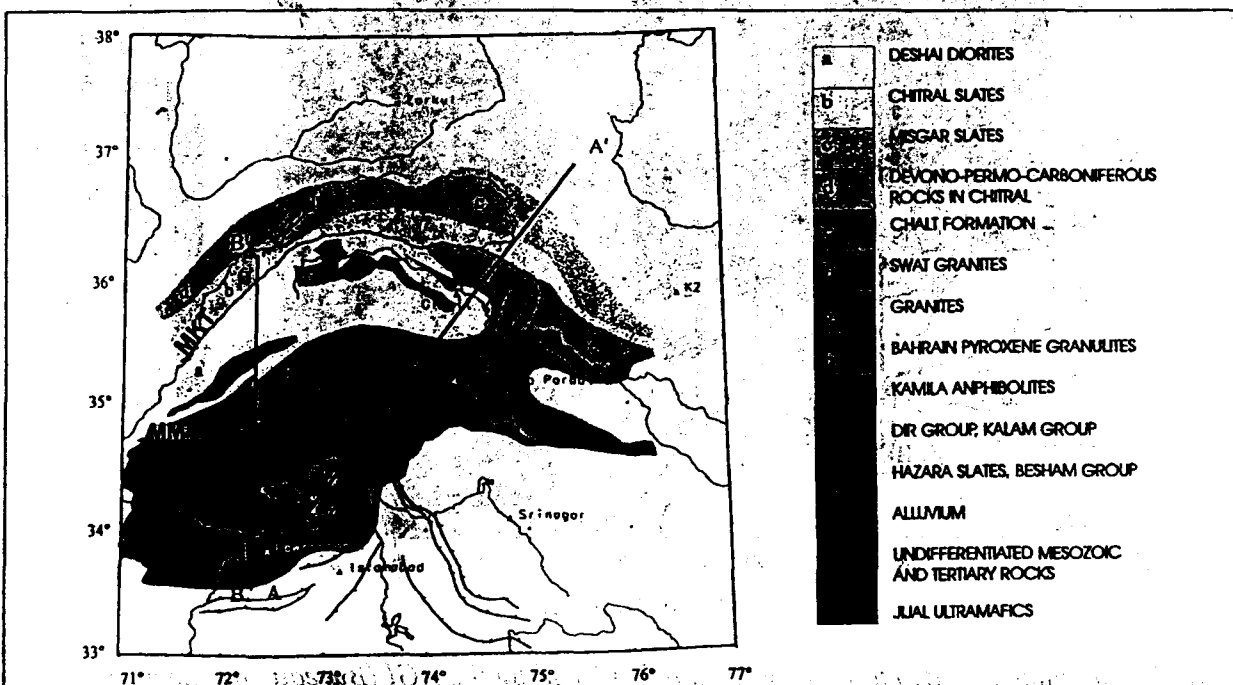 38°
37°
36°
35°
34°
33°
71°
72°
73°
74°
75°
76°
77°
Zorkul
A'
B'
K2
MKT
b
a
Srinagar
Islamabad
B A
a DESHAI DIORITES
b CHITRAL SLATES
c MISGAR SLATES
d DEVONO-PERMO-CARBONIFEROUS
ROCKS IN CHITRAL
CHALT FORMATION
SWAT GRANITES
GRANITES
BAHRAIN PYROXENE GRANULITES
KAMILA ANPHIBOLITES
DIR GROUP, KALAM GROUP
HAZARA SLATES, BESHAM GROUP
ALLUVIUM
UNDIFFERENTIATED MESOZOIC
AND TERTIARY ROCKS
JIJAL ULTRAMAFICS